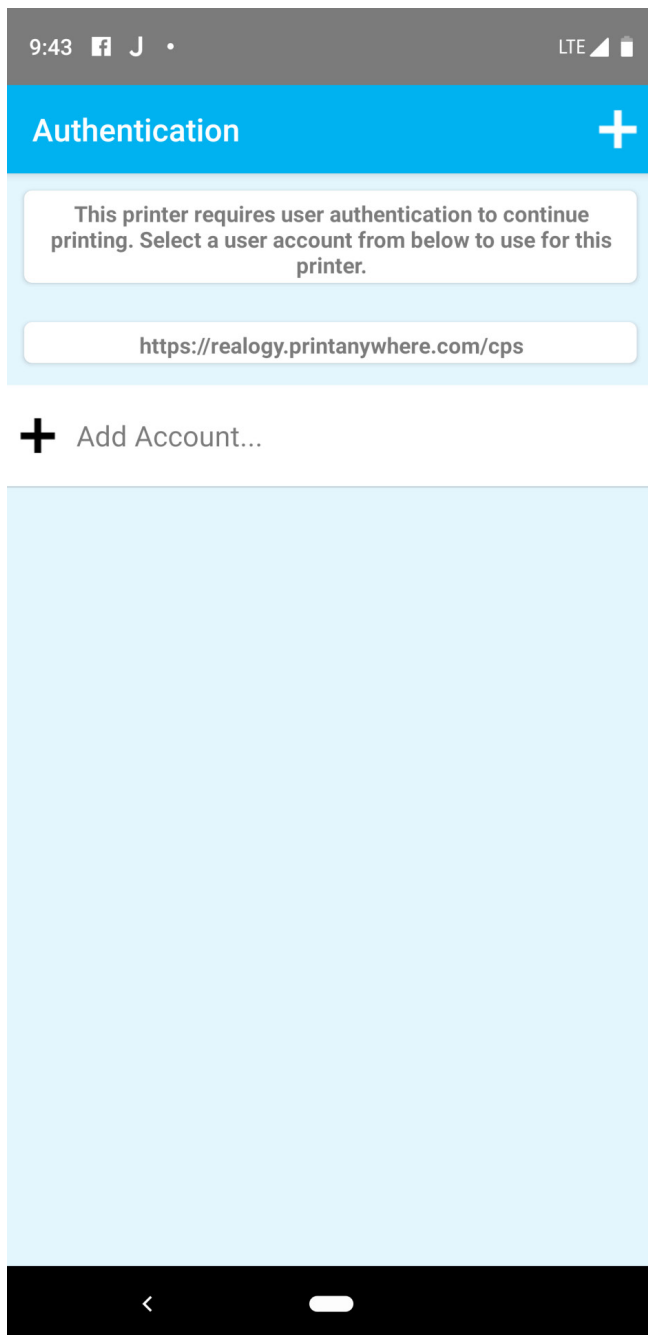 9:43 J
LTE
Authentication
This printer requires user authentication to continue
printing. Select a user account from below to use for this
printer.
https://realogy.printanywhere.com/cps
Add Account...